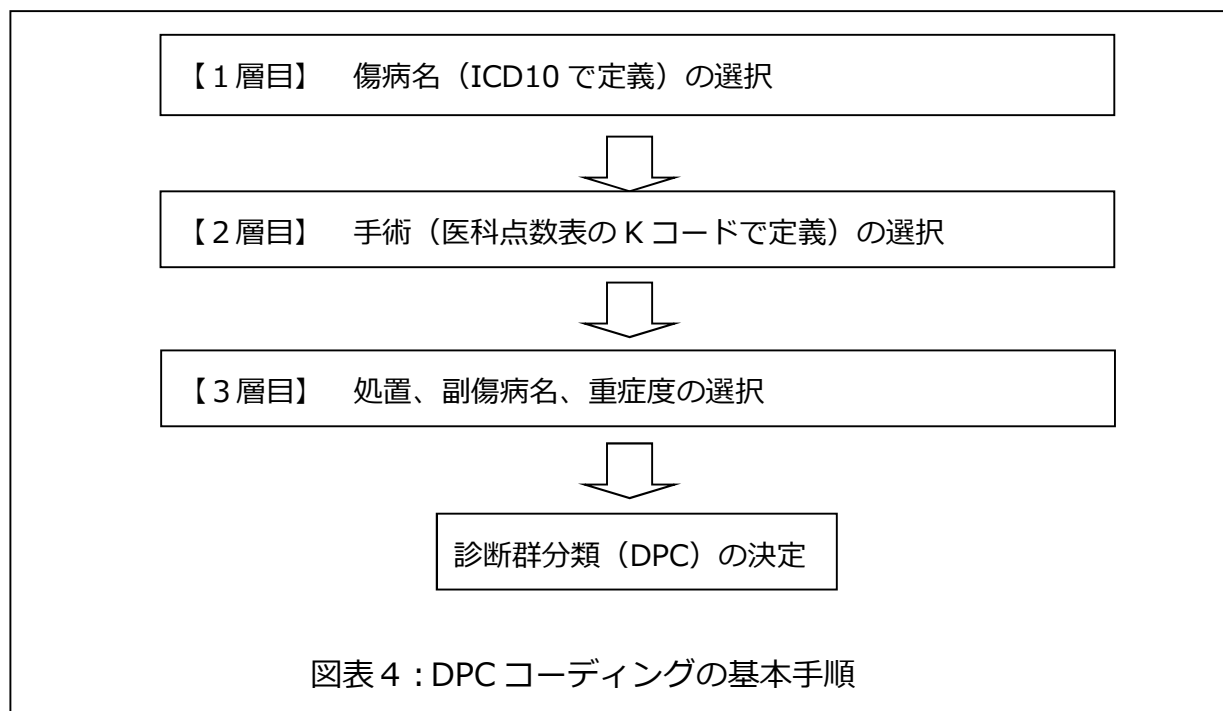 【１層目】　傷病名（ICD10 で定義）の選択
【２層目】　手術（医科点数表の K コードで定義）の選択
【３層目】　処置、副傷病名、重症度の選択
診断群分類（DPC）の決定
図表４：DPC コーディングの基本手順